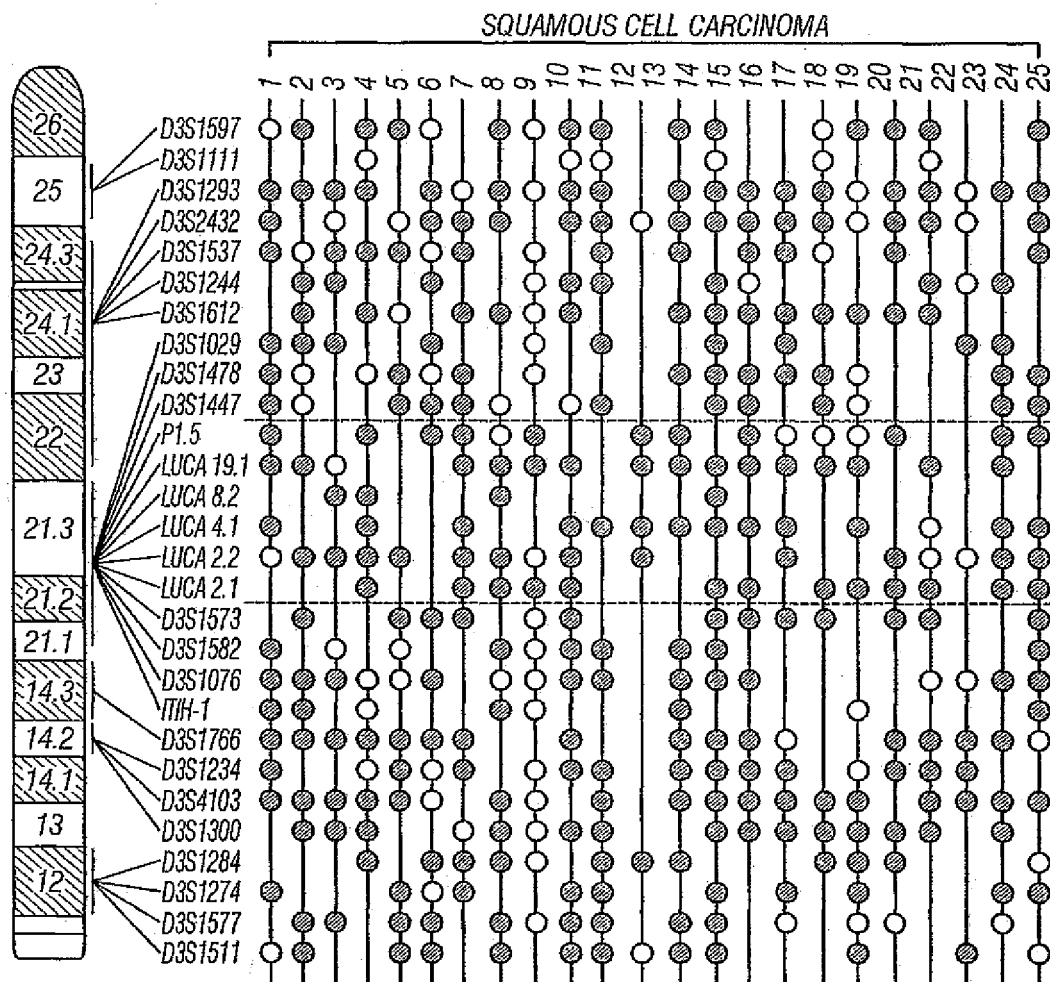 SQUAMOUS CELL CARCINOMA
1 2 3 4 5 6 7 8 9 10 11 12 13 14 15 16 17 18 19 20 21 22 23 24 25
26
25
24.3
24.1
23
22
21.3
21.2
21.1
14.3
14.2
14.1
13
12
D3S1597
D3S1111
D3S1293
D3S2432
D3S1537
D3S1244
D3S1612
D3S1029
D3S1478
D3S1447
P1.5
LUCA 19.1
LUCA 8.2
LUCA 4.1
LUCA 2.2
LUCA 2.1
D3S1573
D3S1582
D3S1076
ITIH-1
D3S1766
D3S1234
D3S4103
D3S1300
D3S1284
D3S1274
D3S1577
D3S1511